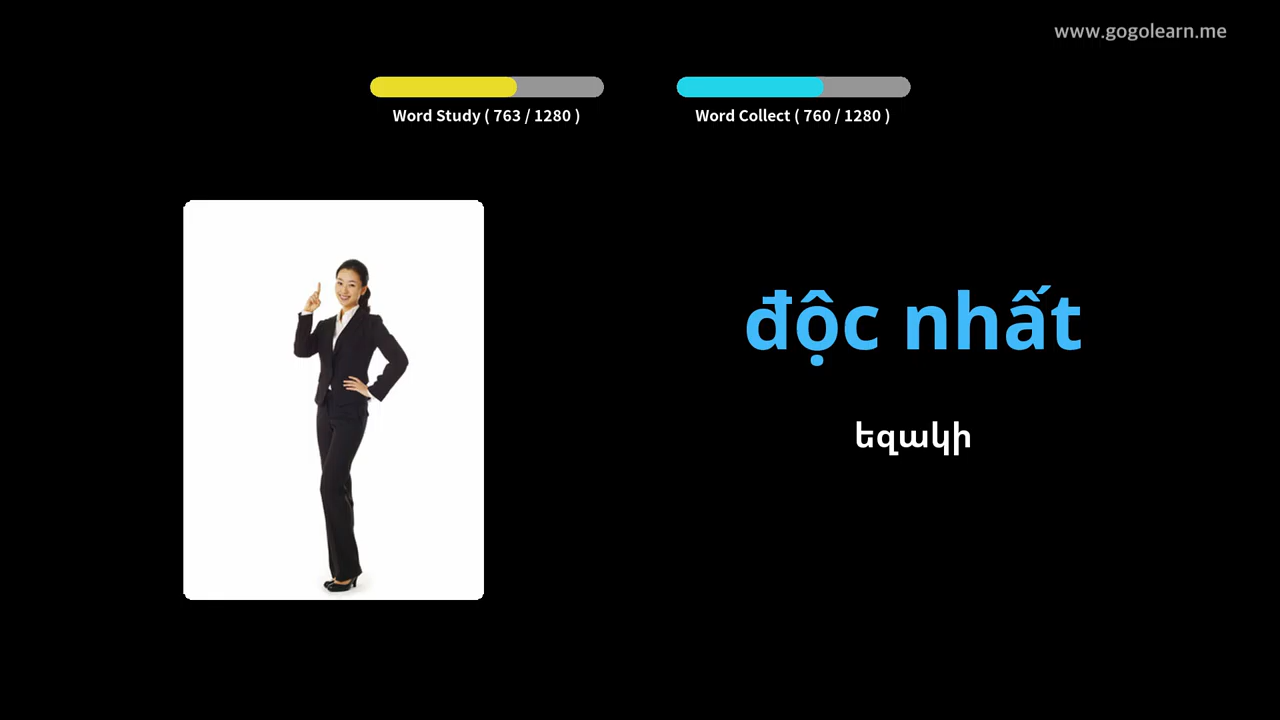 www.gogolearn.me
Word Study ( 763 / 1280 )
Word Collect ( 760 / 1280 )
độc nhất
եզակի